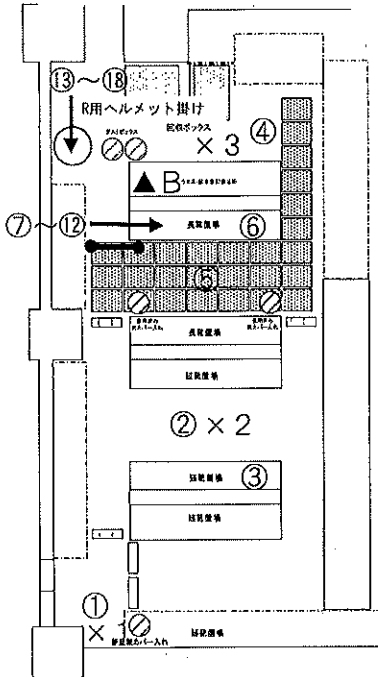 ⑬～⑱
R用ヘルメット掛け
回収ボックス
× 3
④
▲ B
⑦～⑫
長靴置場
⑥
⑤
長靴置場
短靴置場
② × 2
短靴置場
③
短靴置場
①
×
短靴置場